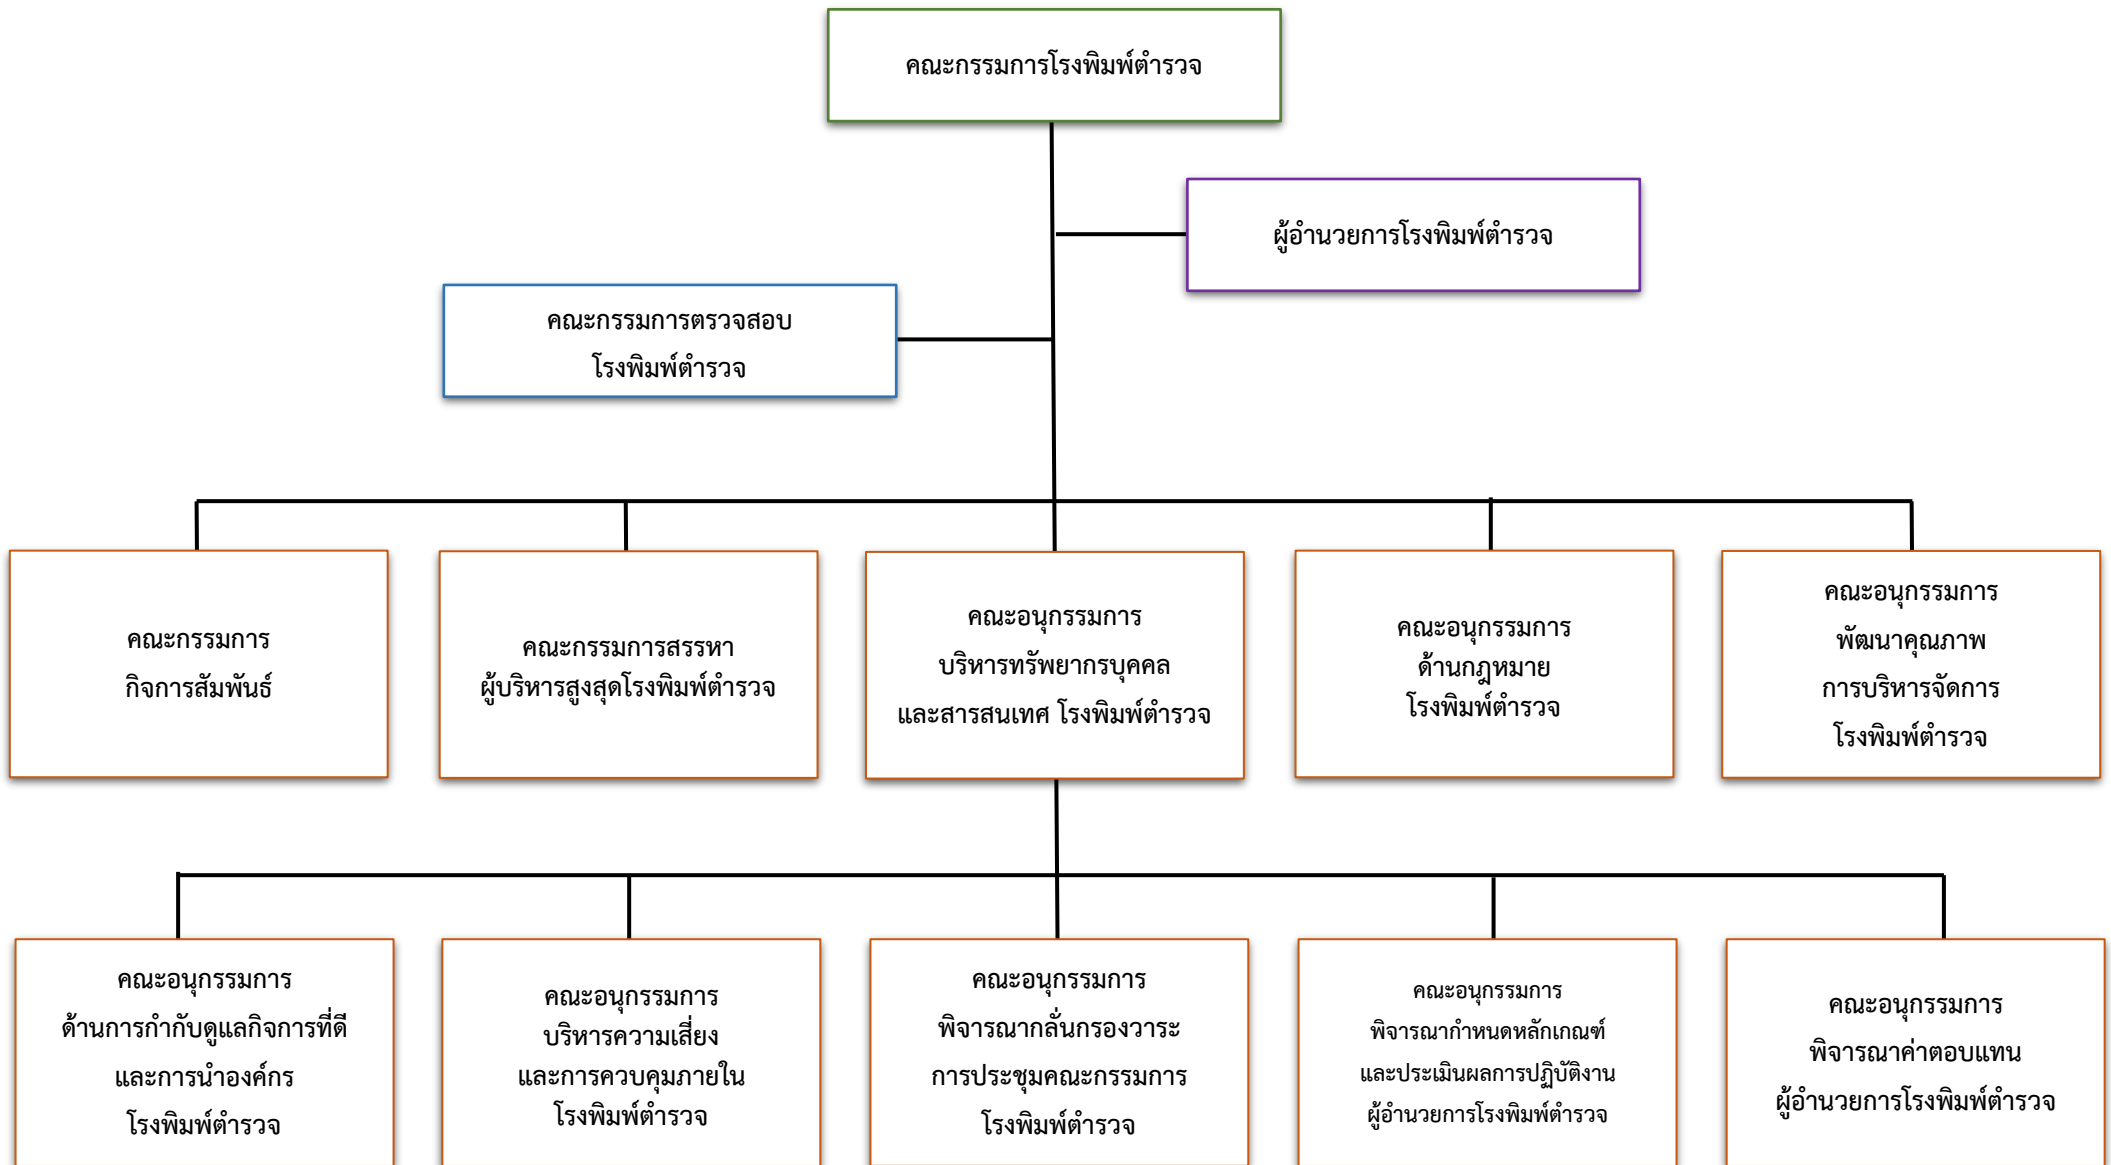 คณะกรรมการโรงพิมพ์ตำรวจ
ผู้อำนวยการโรงพิมพ์ตำรวจ
คณะกรรมการตรวจสอบ
โรงพิมพ์ตำรวจ
คณะกรรมการ
กิจการสัมพันธ์
คณะกรรมการสรรหา
ผู้บริหารสูงสุดโรงพิมพ์ตำรวจ
คณะอนุกรรมการ
บริหารทรัพยากรบุคคล
และสารสนเทศ โรงพิมพ์ตำรวจ
คณะอนุกรรมการ
ด้านกฎหมาย
โรงพิมพ์ตำรวจ
คณะอนุกรรมการ
พัฒนาคุณภาพ
การบริหารจัดการ
โรงพิมพ์ตำรวจ
คณะอนุกรรมการ
ด้านการกำกับดูแลกิจการที่ดี
และการนำองค์กร
โรงพิมพ์ตำรวจ
คณะอนุกรรมการ
บริหารความเสี่ยง
และการควบคุมภายใน
โรงพิมพ์ตำรวจ
คณะอนุกรรมการ
พิจารณากลั่นกรองวาระ
การประชุมคณะกรรมการ
โรงพิมพ์ตำรวจ
คณะอนุกรรมการ
พิจารณากำหนดหลักเกณฑ์
และประเมินผลการปฏิบัติงาน
ผู้อำนวยการโรงพิมพ์ตำรวจ
คณะอนุกรรมการ
พิจารณาค่าตอบแทน
ผู้อำนวยการโรงพิมพ์ตำรวจ